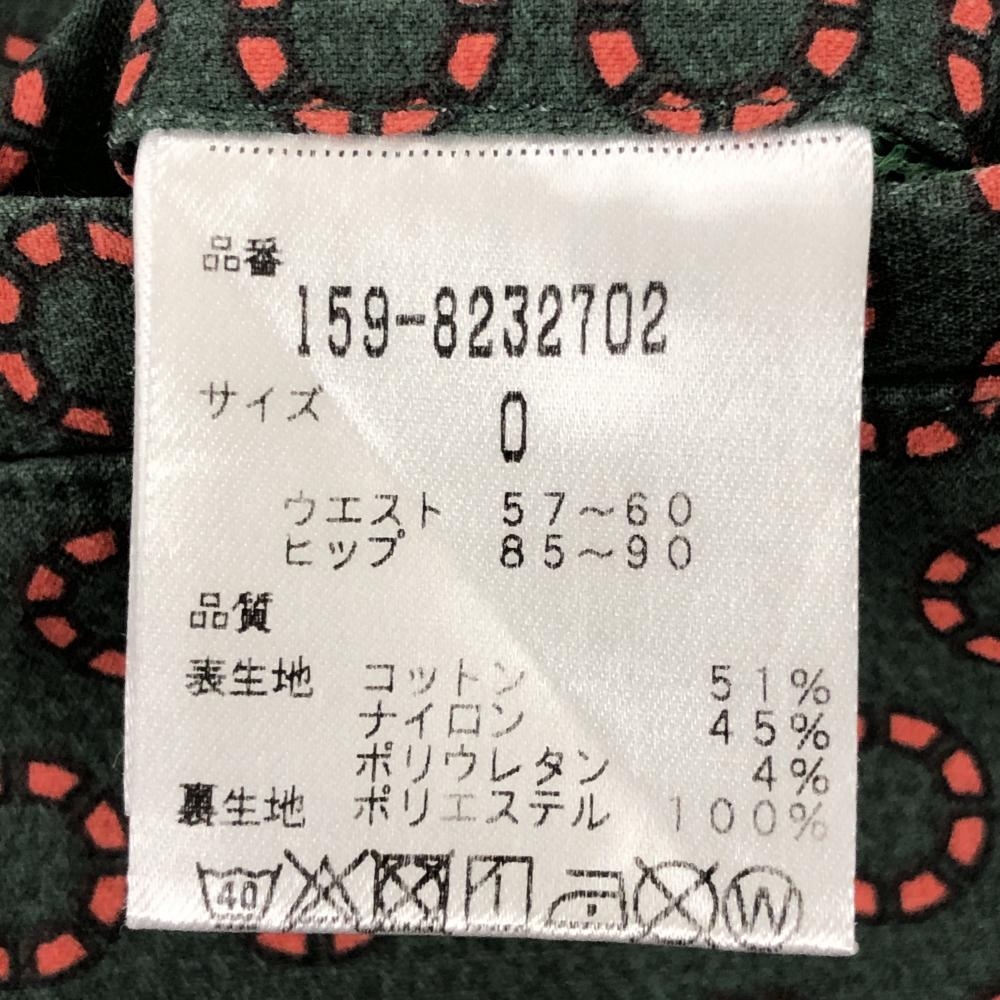 品番
159-8232702
サイズ 0
ウエスト 57~60
ヒップ 85~90
品質
表生地 コットン 51%
ナイロン 45%
ポリウレタン 4%
裏生地 ポリエステル 100%
40 W